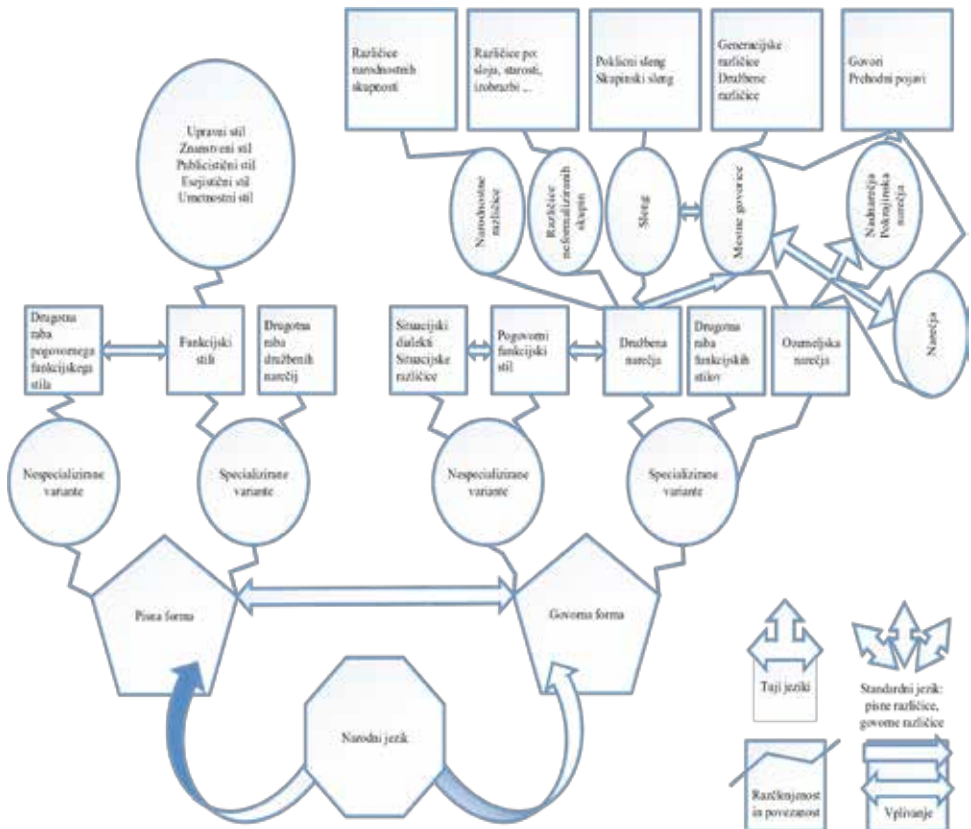 Različice
narodnostnih
skupnosti
Različice po:
sloju, starosti,
izobrazbi ...
Poklicni sleng
Skupinski sleng
Generacijske
različice
Družbene
različice
Govori
Prehodni pojavi
Upravni stil
Znanstveni stil
Publicistični stil
Esejistični stil
Umetnostni stil
Narodnostne
različice
Različice
neformaliziranih
skupin
Sleng
Mestne govorice
Nadnarečja
Pokrajinska
narečja
Narečja
Drugotna
raba
pogovornega
funkcijskega
stila
Funkcijski
stili
Drugotna
raba
družbenih
narečij
Situacijski
dialekti
Situacijske
različice
Pogovorni
funkcijski
stil
Družbena
narečja
Drugotna
raba
funkcijskih
stilov
Ozemeljska
narečja
Nespecializirane
variante
Specializirane
variante
Nespecializirane
variante
Specializirane
variante
Pisna forma
Govorna forma
Narodni jezik
Tuji jeziki
Standardni jezik:
pisne različice,
govorne različice
Razčlenjenost
in povezanost
Vplivanje